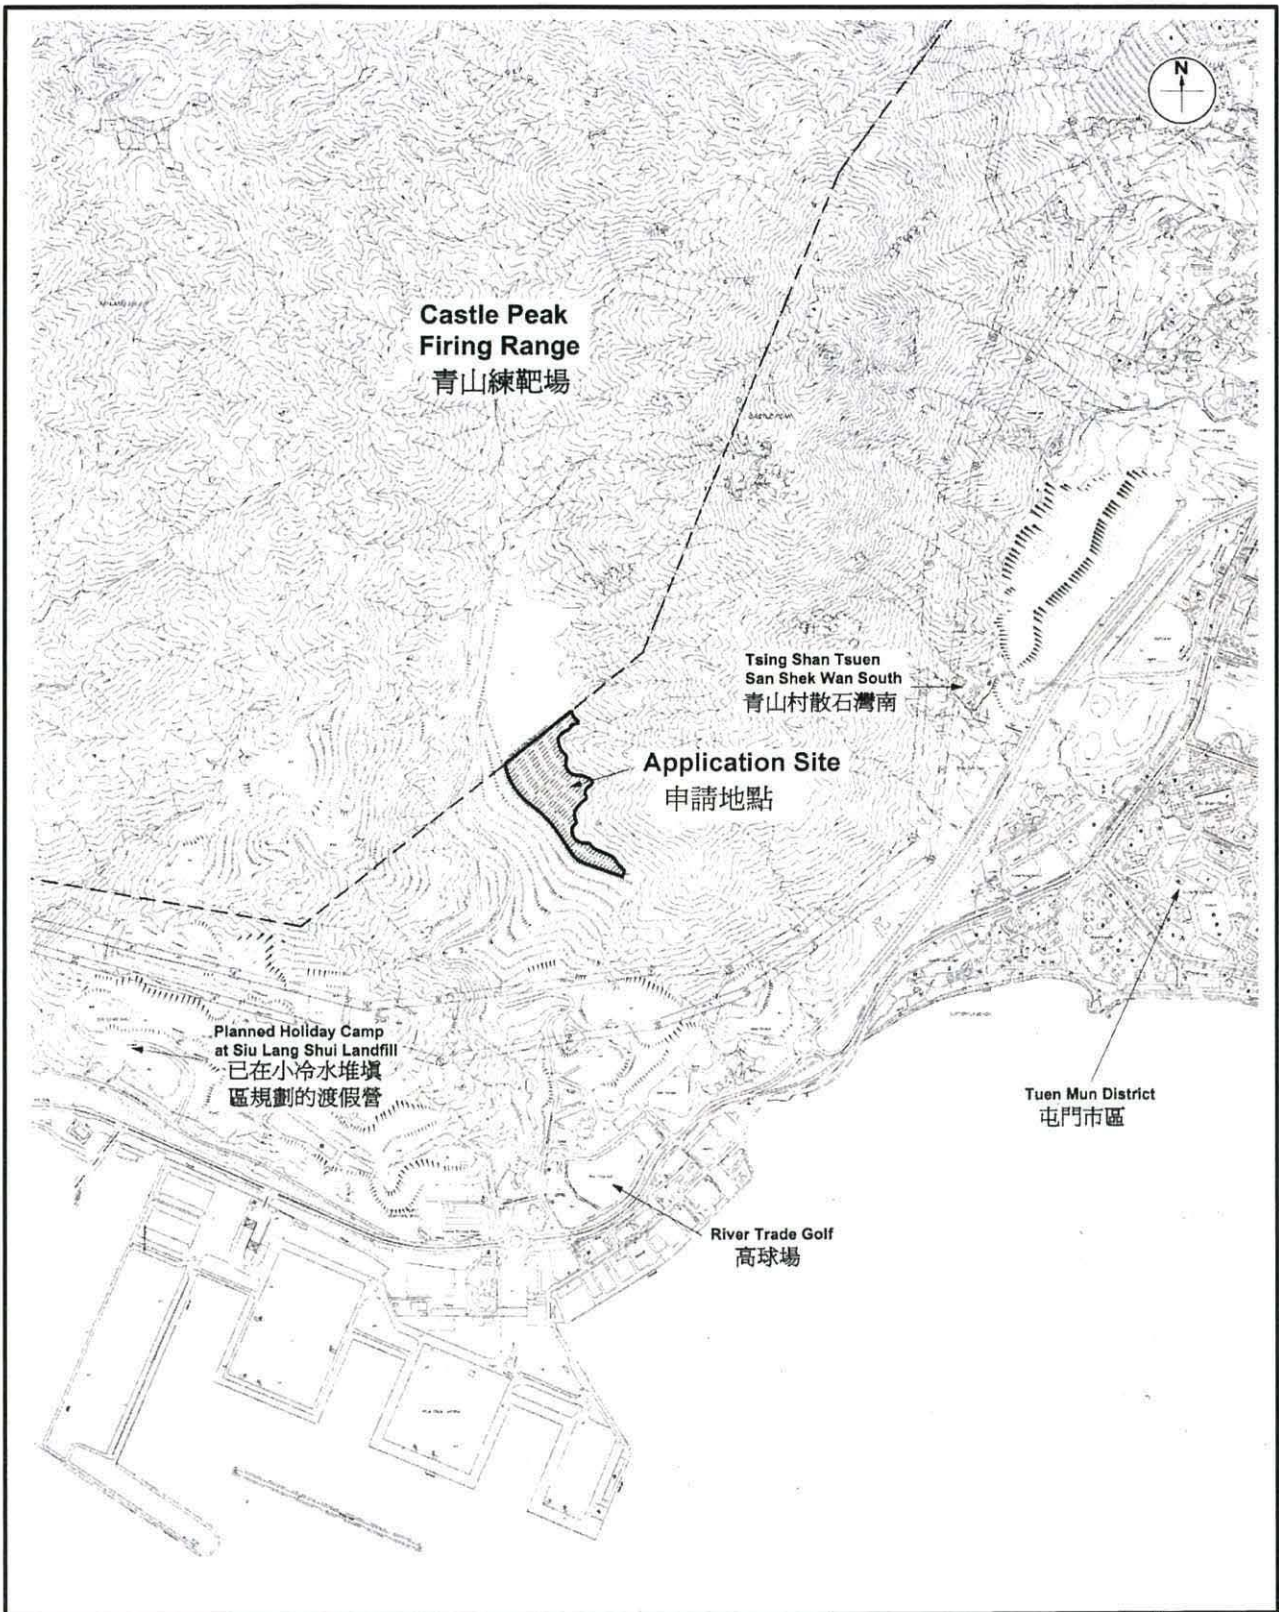 N
Castle Peak
Firing Range
青山練靶場
CASTLE PEAK
Tsing Shan Tsuen
San Shek Wan South
青山村散石灣南
Application Site
申請地點
Planned Holiday Camp
at Siu Lang Shui Landfill
已在小冷水堆填
區規劃的渡假營
Tuen Mun District
屯門市區
River Trade Golf
高球場